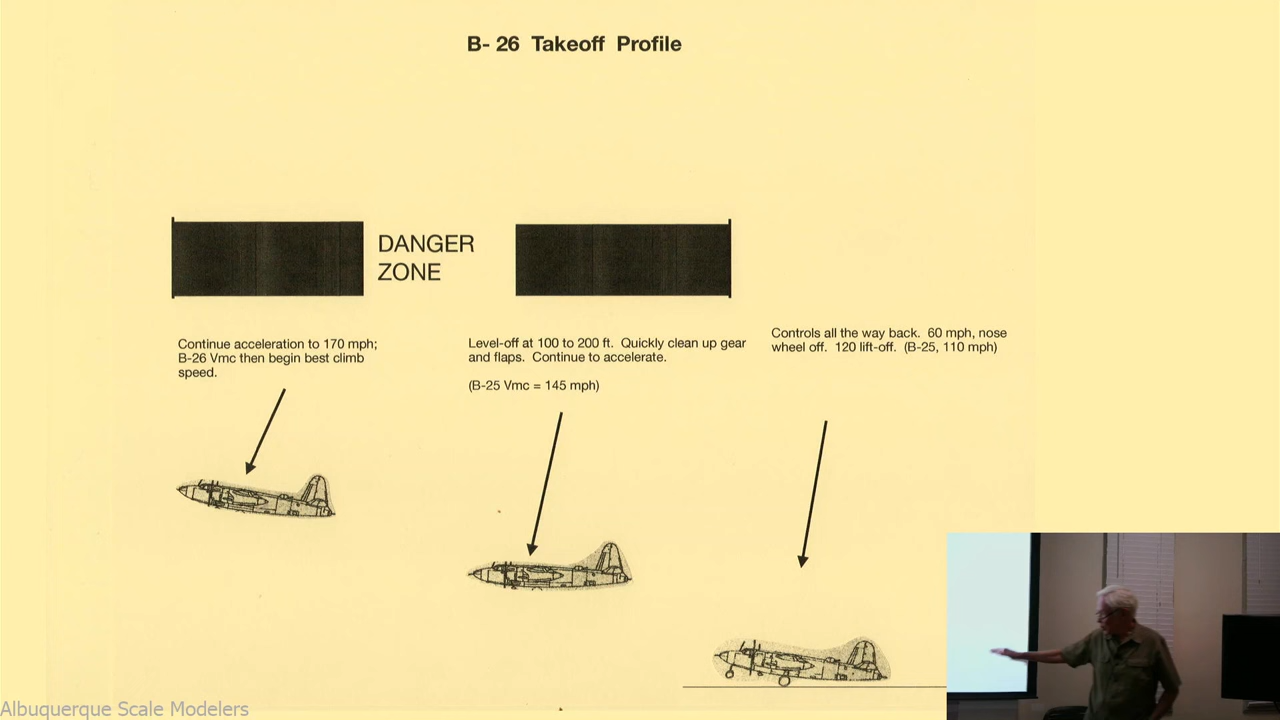 B- 26 Takeoff Profile
DANGER
ZONE
Continue acceleration to 170 mph;
B-26 Vmc then begin best climb
speed.
Level-off at 100 to 200 ft. Quickly clean up gear
and flaps. Continue to accelerate.
(B-25 Vmc = 145 mph)
Controls all the way back. 60 mph, nose
wheel off. 120 lift-off. (B-25, 110 mph)
Albuquerque Scale Modelers